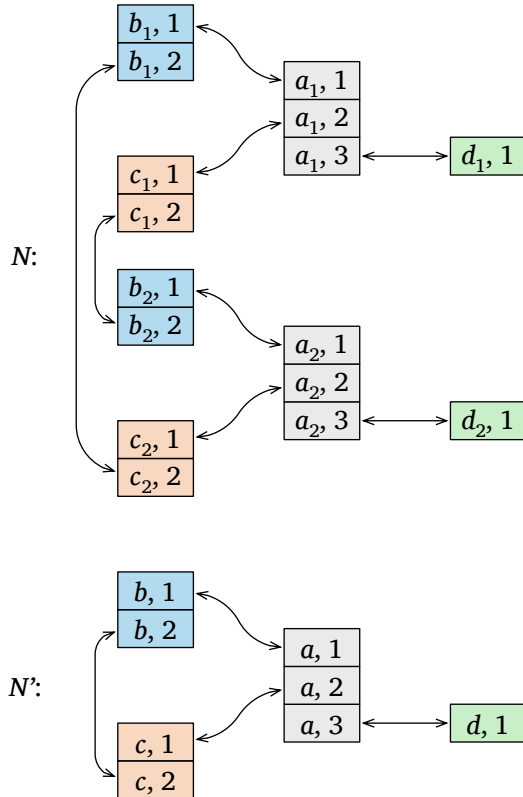 b₁, 1
b₁, 2
a₁, 1
a₁, 2
a₁, 3
d₁, 1
c₁, 1
c₁, 2
N:
b₂, 1
b₂, 2
a₂, 1
a₂, 2
a₂, 3
d₂, 1
c₂, 1
c₂, 2
b, 1
b, 2
a, 1
N’:
a, 2
a, 3
d, 1
c, 1
c, 2